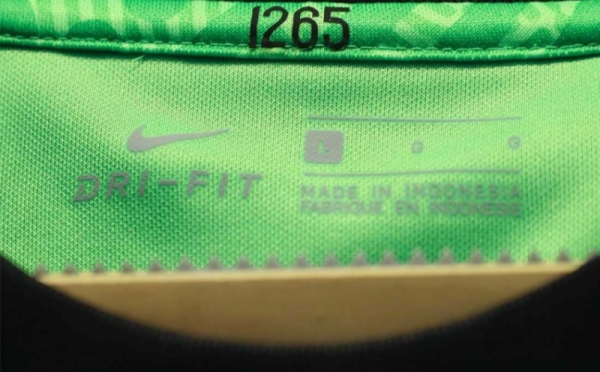 1265
L G G
DRI-FIT
MADE IN INDONESIA
FABRIQUE EN INDONESIE